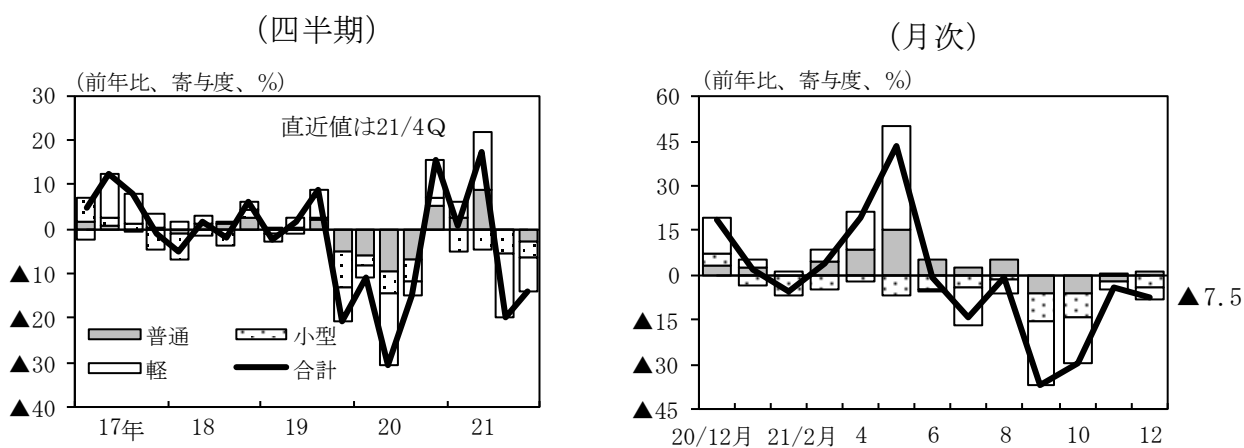 (四半期)
(前年比、寄与度、%)
30
20
10
0
▲10
▲20
▲30
▲40
直近値は21/4Q
普通
小型
軽
合計
17年 18 19 20 21
(月次)
(前年比、寄与度、%)
60
45
30
15
0
▲15
▲30
▲45
▲7.5
20/12月 21/2月 4 6 8 10 12